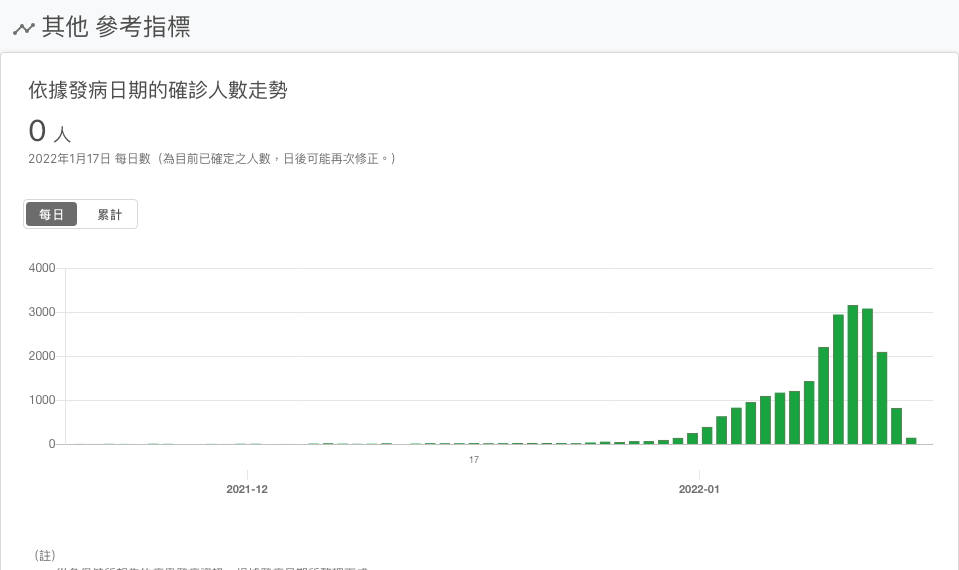 其他 參考指標
依據發病日期的確診人數走勢
0 人
2022年1月17日 每日數（為目前已確定之人數，日後可能再次修正。）
每日 累計
4000
3000
2000
1000
0
17
2021-12 2022-01
（註）